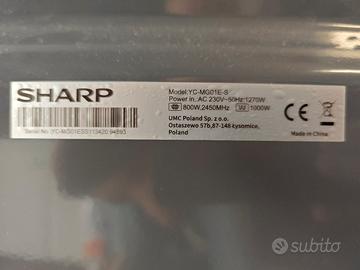 SHARP
Model:YC-MG01E-S
Power in.:AC 230V~50Hz:1270W
800W,2450MHz 1000W
UMC Poland Sp. z o.o.
Ostaszewo 57b,87-148 Łysomice,
Poland
CE
Made in China
subito